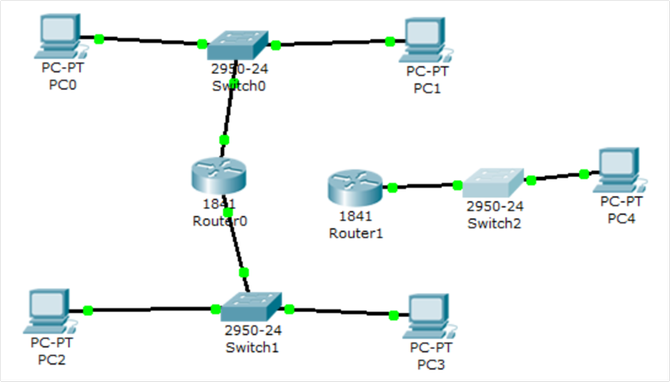 PC-PT
PC0
2950-24
Switch0
PC-PT
PC1
1841
Router0
1841
Router1
2950-24
Switch2
PC-PT
PC4
PC-PT
PC2
2950-24
Switch1
PC-PT
PC3